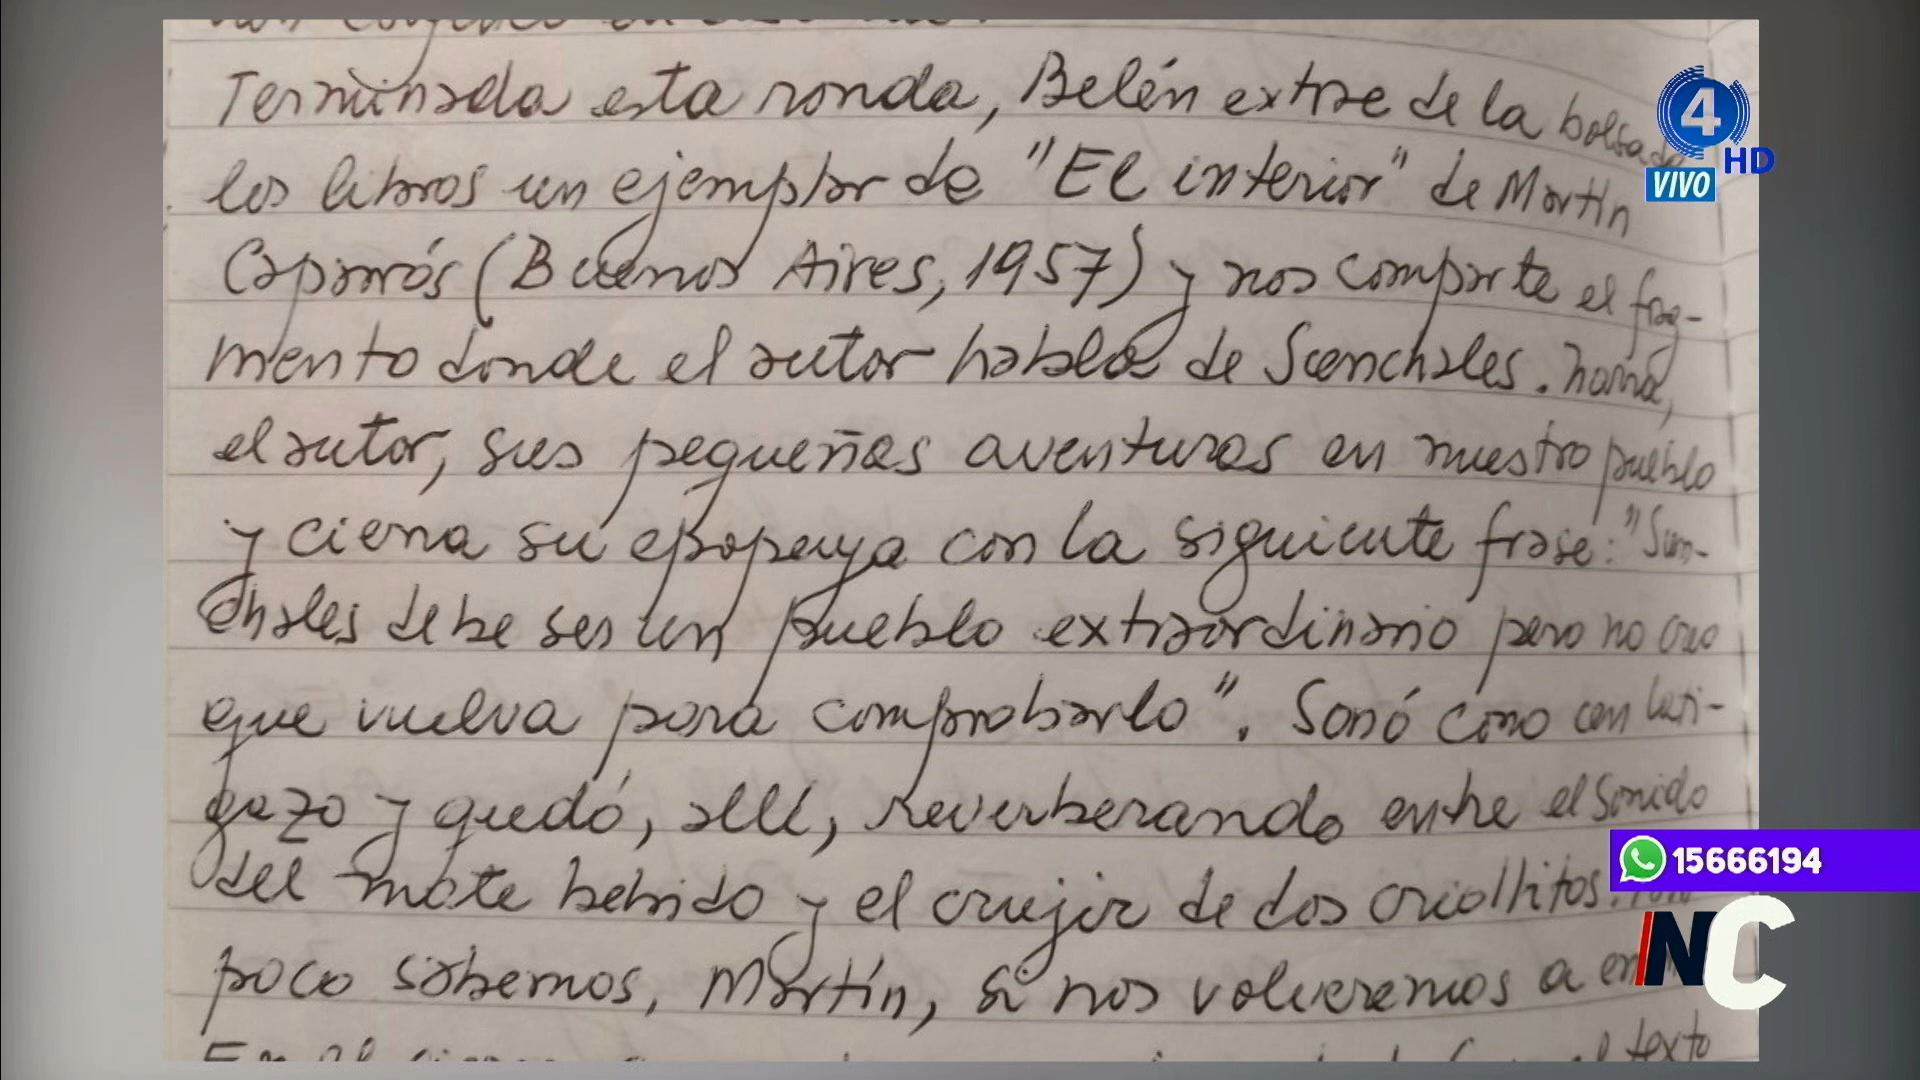 Terminada esta ronda, Belén extrae de la bolsa de
los libros un ejemplar de "El interior" de Martín
Caparrós (Buenos Aires, 1957) y nos comparte el frag-
mento donde el autor habla de Sunchales. Narra,
el autor, sus pequeñas aventuras en nuestro pueblo
y cierra su epopeya con la siguiente frase: "Sun-
chales debe ser un pueblo extraordinario pero no creo
que vuelva para comprobarlo". Sonó como un lati-
gazo y quedó, allí, reverberando entre el sonido
del mate bebido y el crujir de dos criollitos.
poco sabemos, Martín, si nos volveremos a
texto
4
HD
VIVO
15666194
NC